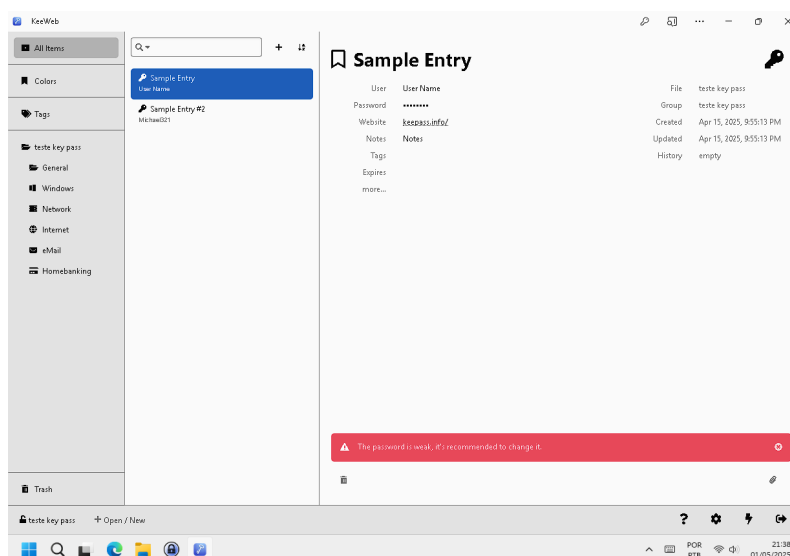 KeeWeb
All Items
Colors
Tags
teste key pass
General
Windows
Network
Internet
eMail
Homebanking
Trash
Sample Entry
User Name
Sample Entry #2
Michael321
Sample Entry
User User Name
Password ••••••••
Website keepass.info/
Notes Notes
Tags
Expires
more...
File teste key pass
Group teste key pass
Created Apr 15, 2025, 9:55:13 PM
Updated Apr 15, 2025, 9:55:13 PM
History empty
The password is weak, it's recommended to change it.
teste key pass + Open / New
POR
PTB
21:38
01/05/2025